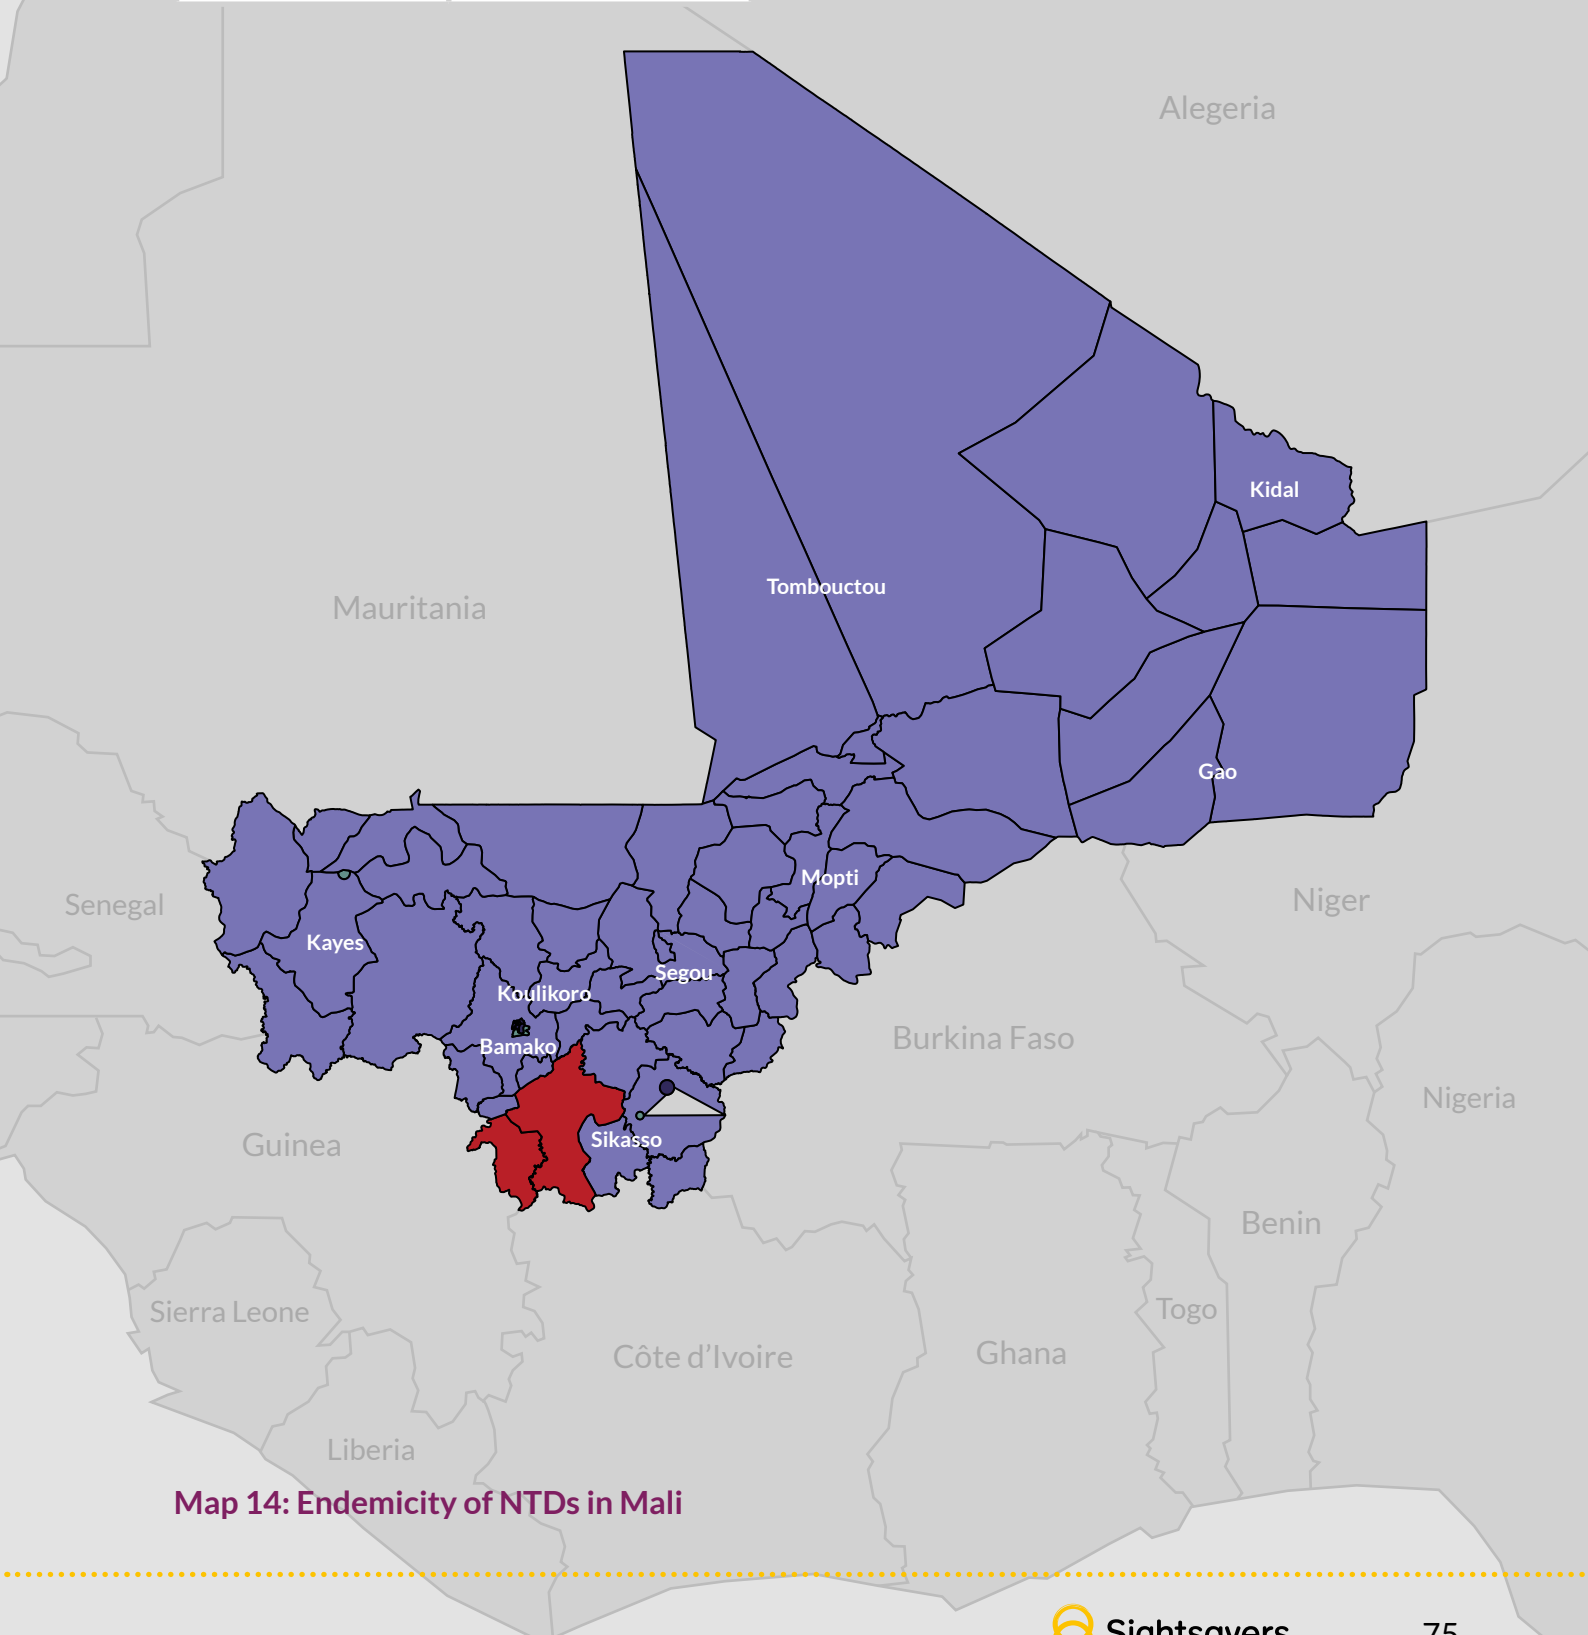 Alegeria
Kidal
Tombouctou
Mauritania
Gao
Mopti
Niger
Senegal
Kayes
Segou
Koulikoro
Burkina Faso
Bamako
Nigeria
Guinea
Sikasso
Benin
Sierra Leone
Togo
Côte d’Ivoire
Ghana
Liberia
Map 14: Endemicity of NTDs in Mali
Sightsavers
75